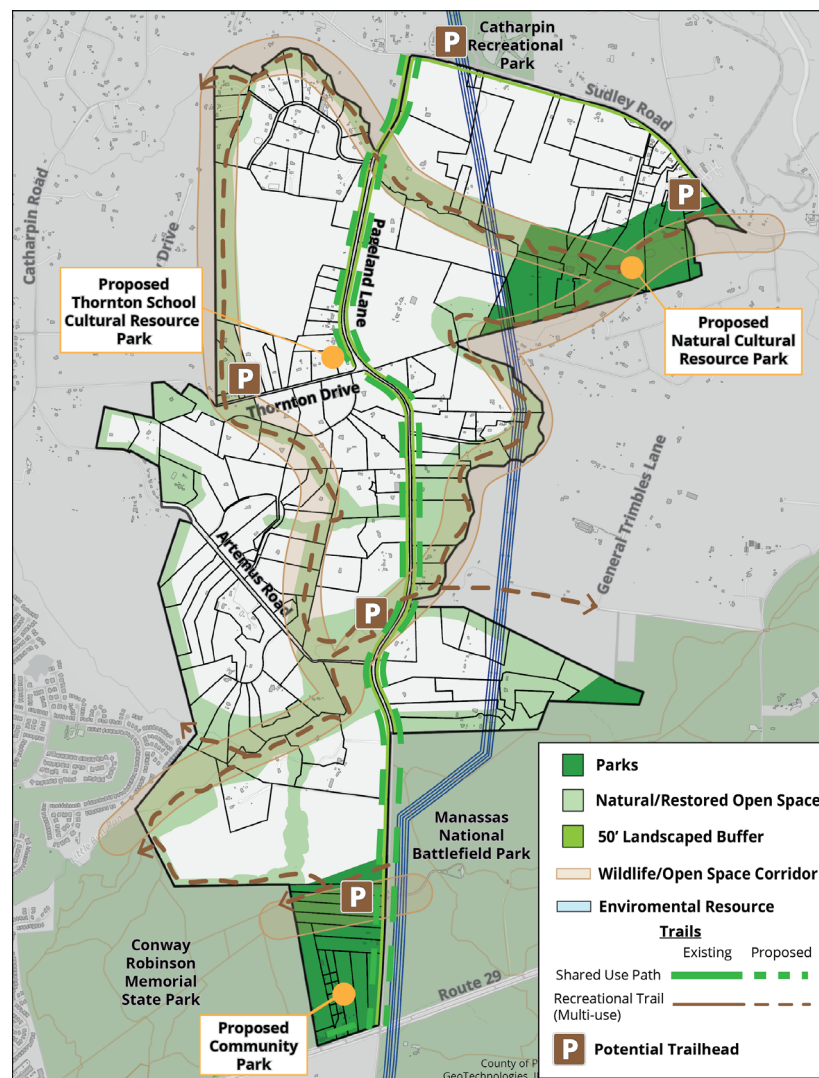 Catharpin
Recreational
Park
P
Sudley Road
P
Catharpin Road
Drive
Pageland Lane
Proposed
Thornton School
Cultural Resource
Park
Proposed
Natural Cultural
Resource Park
P
Thornton Drive
General Trimbles Lane
Artemus Road
P
Manassas
National
Battlefield Park
P
Conway
Robinson
Memorial
State Park
Route 29
Proposed
Community
Park
Parks
Natural/Restored Open Space
50' Landscaped Buffer
Wildlife/Open Space Corridor
Enviromental Resource
Trails
Existing Proposed
Shared Use Path
Recreational Trail
(Multi-use)
P Potential Trailhead
County of P